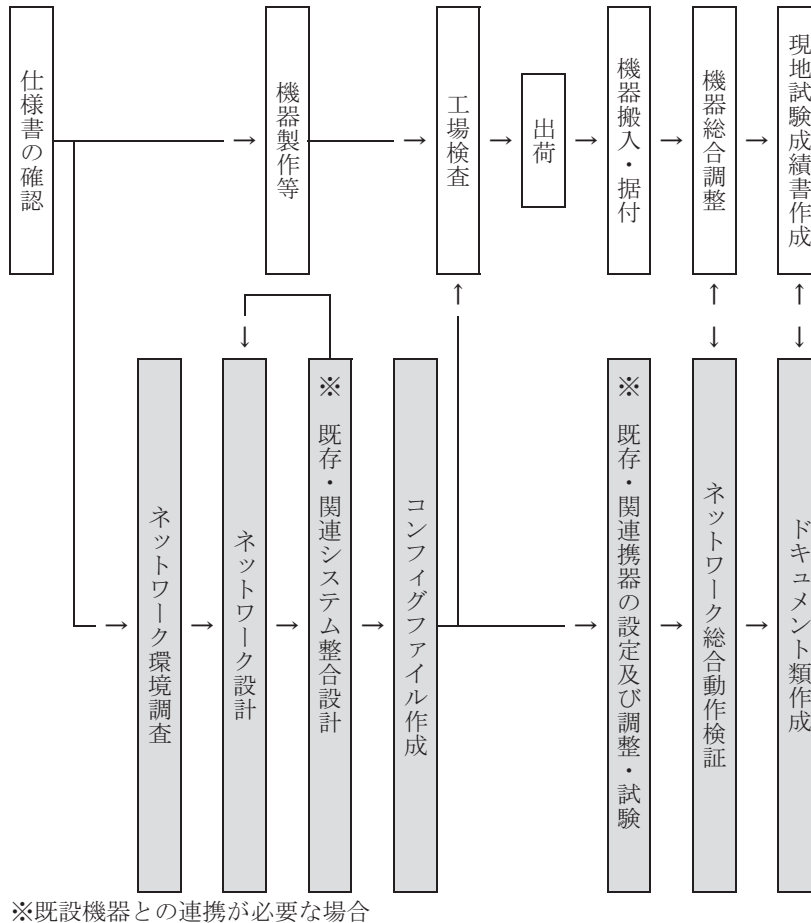 仕様書の確認
機器製作等
工場検査
出荷
機器搬入・据付
機器総合調整
現地試験成績書作成
ネットワーク環境調査
ネットワーク設計
※ 既存・関連システム整合設計
コンフィグファイル作成
※ 既存・関連携器の設定及び調整・試験
ネットワーク総合動作検証
ドキュメント類作成
※既設機器との連携が必要な場合